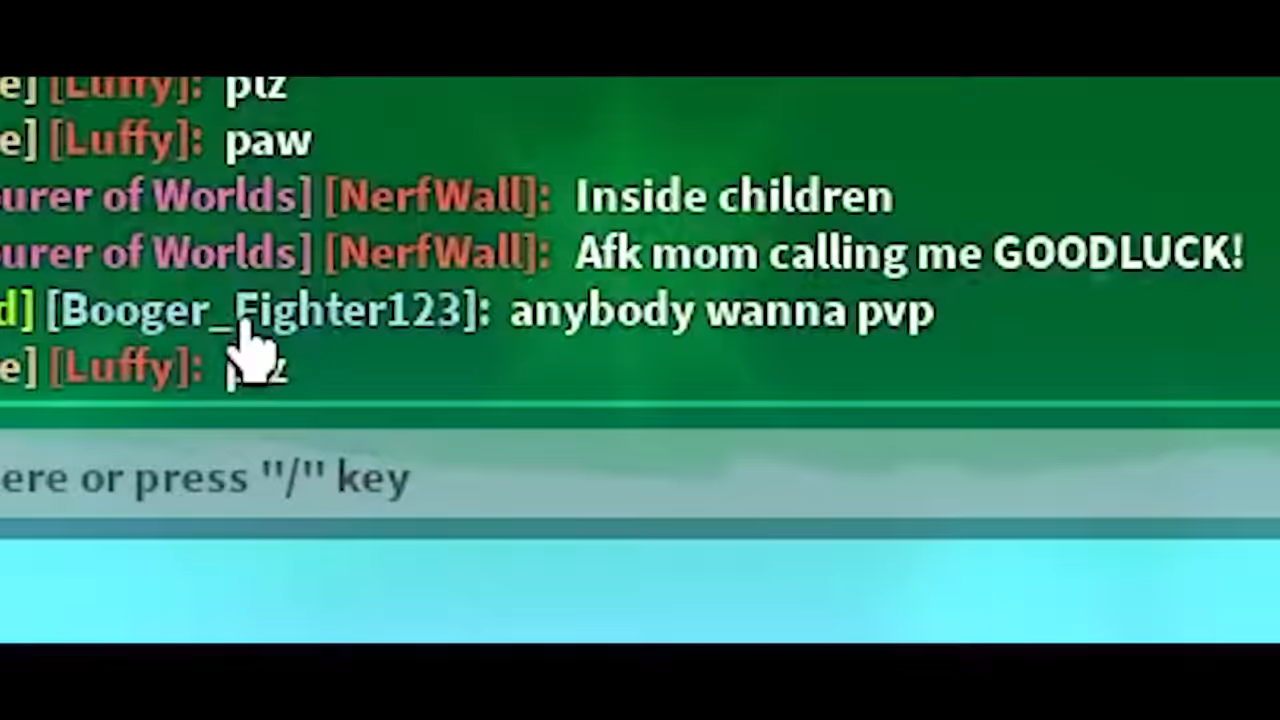 e] [Luffy]: plz
e] [Luffy]: paw
urer of Worlds] [NerfWall]: Inside children
urer of Worlds] [NerfWall]: Afk mom calling me GOODLUCK!
d] [Booger_Fighter123]: anybody wanna pvp
e] [Luffy]: plz
ere or press "/" key